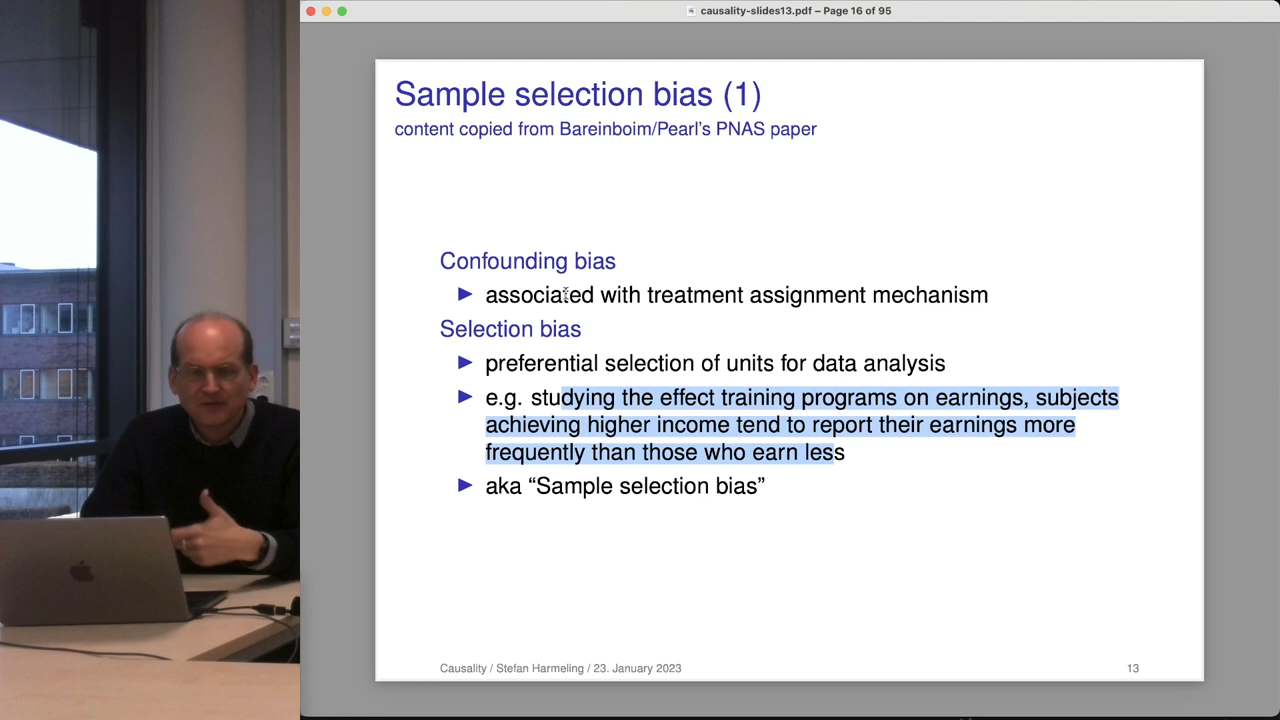 causality-slides13.pdf – Page 16 of 95
Sample selection bias (1)
content copied from Bareinboim/Pearl's PNAS paper
Confounding bias
associated with treatment assignment mechanism
Selection bias
preferential selection of units for data analysis
e.g. studying the effect training programs on earnings, subjects
achieving higher income tend to report their earnings more
frequently than those who earn less
aka “Sample selection bias”
Causality / Stefan Harmeling / 23. January 2023
13